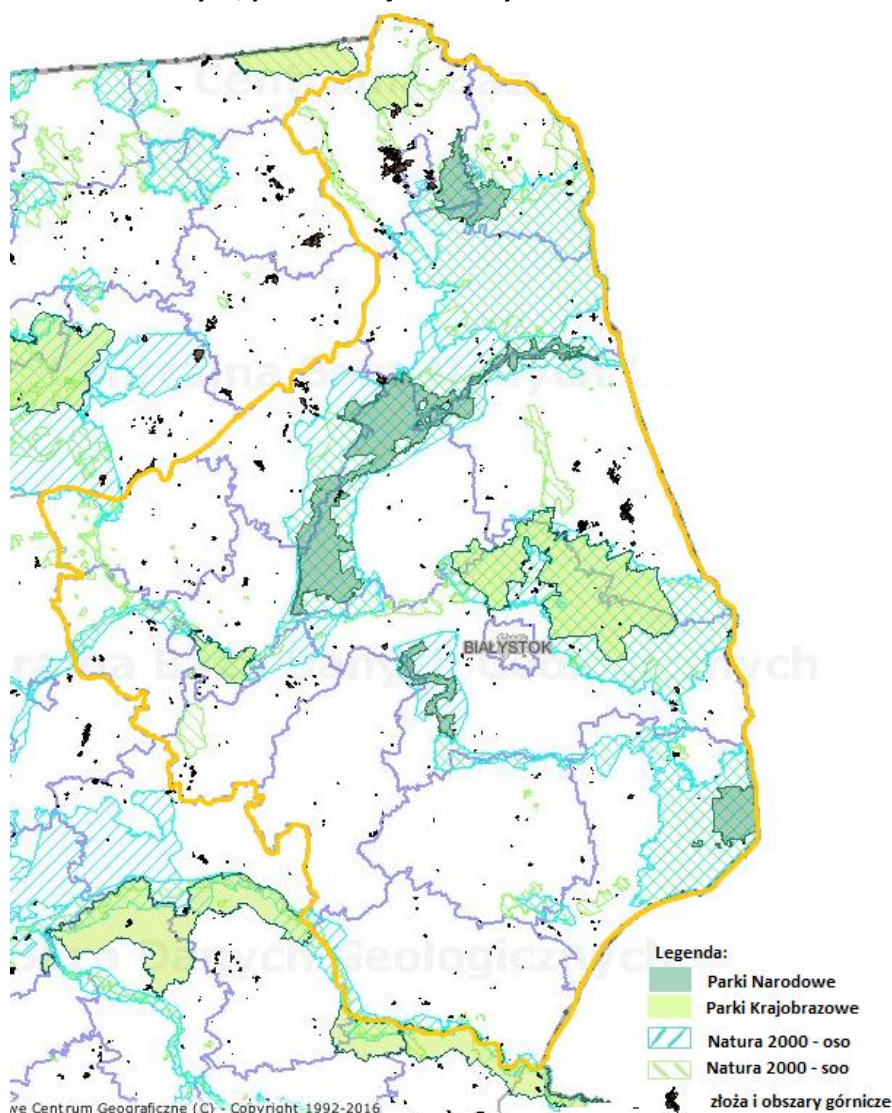 BIAŁYSTOK
Legenda:
Parki Narodowe
Parki Krajobrazowe
Natura 2000 - oso
Natura 2000 - soo
złoża i obszary górnicze
we Centrum Geograficzne (C) - Copyright 1992-2016